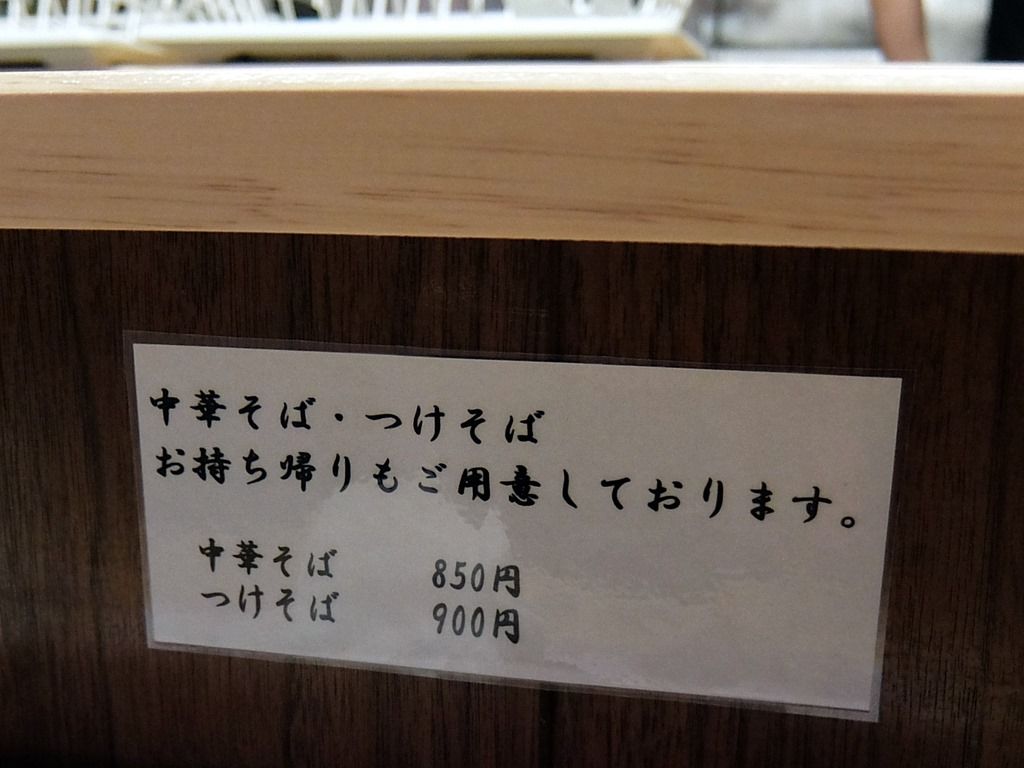 中華そば・つけそば
お持ち帰りもご用意しております。
中華そば 850円
つけそば 900円